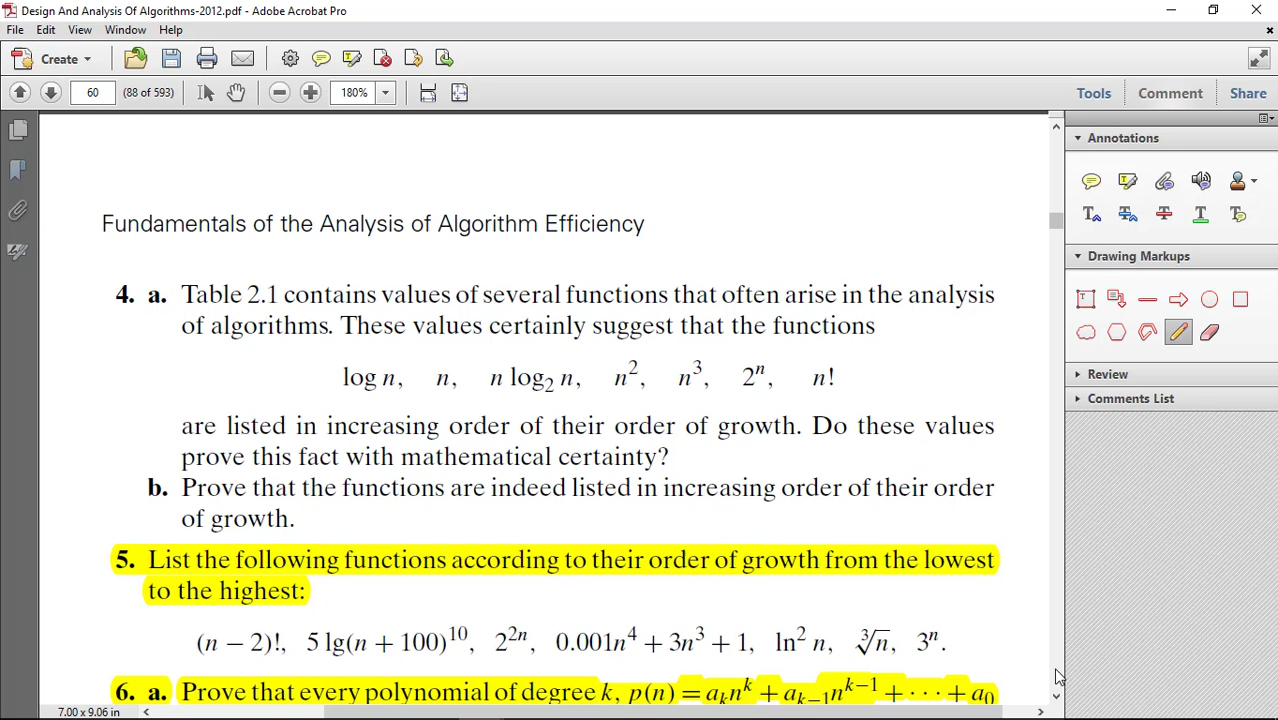 Design And Analysis Of Algorithms-2012.pdf - Adobe Acrobat Pro
File Edit View Window Help
Create
60 (88 of 593) 180% Tools Comment Share
Annotations
Drawing Markups
Review
Comments List
Fundamentals of the Analysis of Algorithm Efficiency
4. a. Table 2.1 contains values of several functions that often arise in the analysis
of algorithms. These values certainly suggest that the functions
log n, n, n log₂ n, n², n³, 2ⁿ, n!
are listed in increasing order of their order of growth. Do these values
prove this fact with mathematical certainty?
b. Prove that the functions are indeed listed in increasing order of their order
of growth.
5. List the following functions according to their order of growth from the lowest
to the highest:
(n − 2)!, 5 lg(n + 100)¹⁰, 2²ⁿ, 0.001n⁴ + 3n³ + 1, ln² n, ∛n, 3ⁿ.
6. a. Prove that every polynomial of degree k, p(n) = aₖnᵏ + aₖ₋₁nᵏ⁻¹ + · · · + a₀
7.00 x 9.06 in